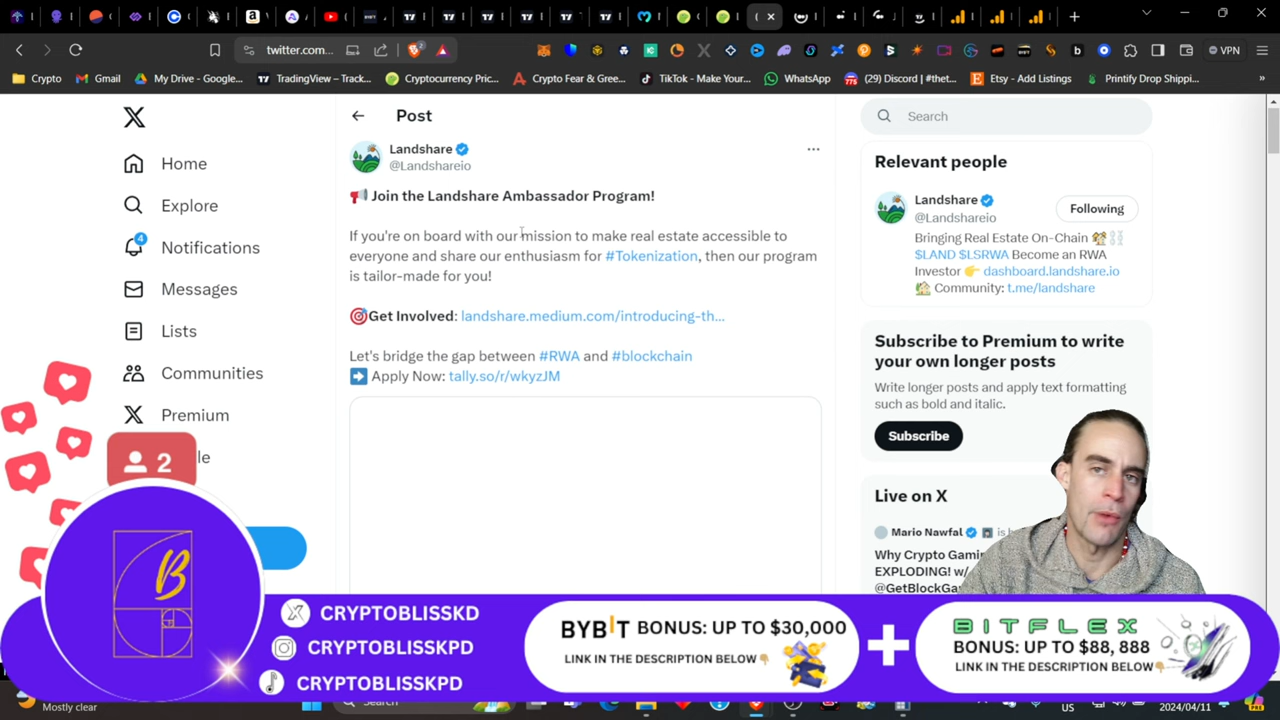 twitter.com...
VPN
Crypto
Gmail
My Drive - Google...
TradingView – Track...
Cryptocurrency Pric...
Crypto Fear & Gree...
TikTok - Make Your...
WhatsApp
(29) Discord | #thet...
Etsy - Add Listings
Printify Drop Shippi...
»
Home
Explore
4
Notifications
Messages
Lists
Communities
Premium
le
Post
Landshare
@Landshareio
Join the Landshare Ambassador Program!
If you're on board with our mission to make real estate accessible to
everyone and share our enthusiasm for #Tokenization, then our program
is tailor-made for you!
Get Involved: landshare.medium.com/introducing-th...
Let's bridge the gap between #RWA and #blockchain
Apply Now: tally.so/r/wkyzJM
Search
Relevant people
Landshare
@Landshareio
Following
Bringing Real Estate On-Chain
$LAND $LSRWA Become an RWA
Investor dashboard.landshare.io
Community: t.me/landshare
Subscribe to Premium to write
your own longer posts
Write longer posts and apply text formatting
such as bold and italic.
Subscribe
Live on X
Mario Nawfal is
Why Crypto Gamin
EXPLODING! w/
@GetBlockGa
2
B
CRYPTOBLISSKD
CRYPTOBLISSKPD
CRYPTOBLISSKPD
BYBIT BONUS: UP TO $30,000
LINK IN THE DESCRIPTION BELOW
+
BITFLEX
BONUS: UP TO $88, 888
LINK IN THE DESCRIPTION BELOW
Mostly clear
Search
US
2024/04/11